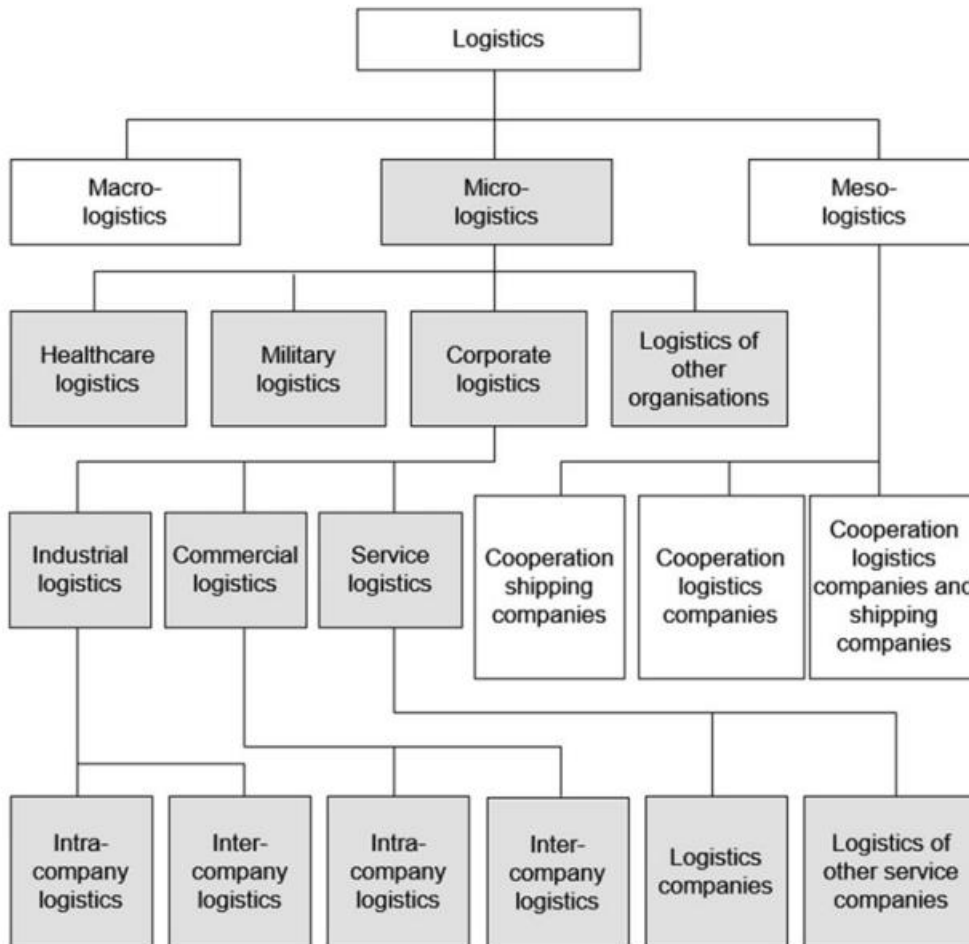 Logistics
Macro-
logistics
Micro-
logistics
Meso-
logistics
Healthcare
logistics
Military
logistics
Corporate
logistics
Logistics of
other
organisations
Industrial
logistics
Commercial
logistics
Service
logistics
Cooperation
shipping
companies
Cooperation
logistics
companies
Cooperation
logistics
companies and
shipping
companies
Intra-
company
logistics
Inter-
company
logistics
Intra-
company
logistics
Inter-
company
logistics
Logistics
companies
Logistics of
other service
companies